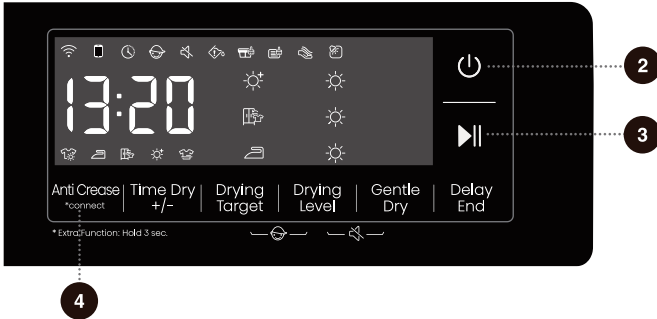 13:20
2
3
Anti Crease Time Dry Drying Drying Gentle Delay
*connect +/- Target Level Dry End
* Extra Function: Hold 3 sec.
4